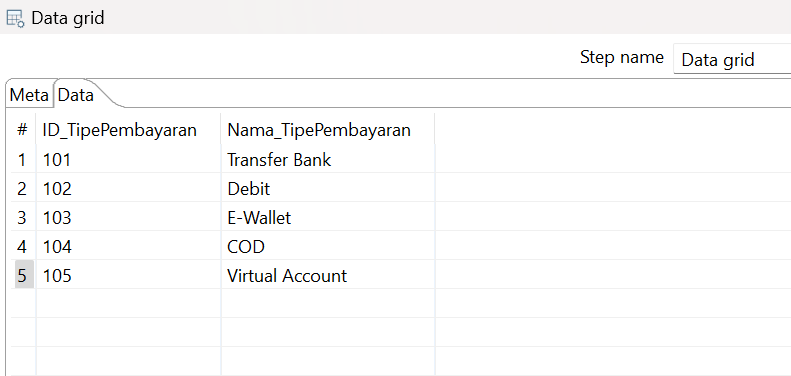 Data grid
Step name Data grid
Meta Data
# ID_TipePembayaran Nama_TipePembayaran
1 101 Transfer Bank
2 102 Debit
3 103 E-Wallet
4 104 COD
5 105 Virtual Account